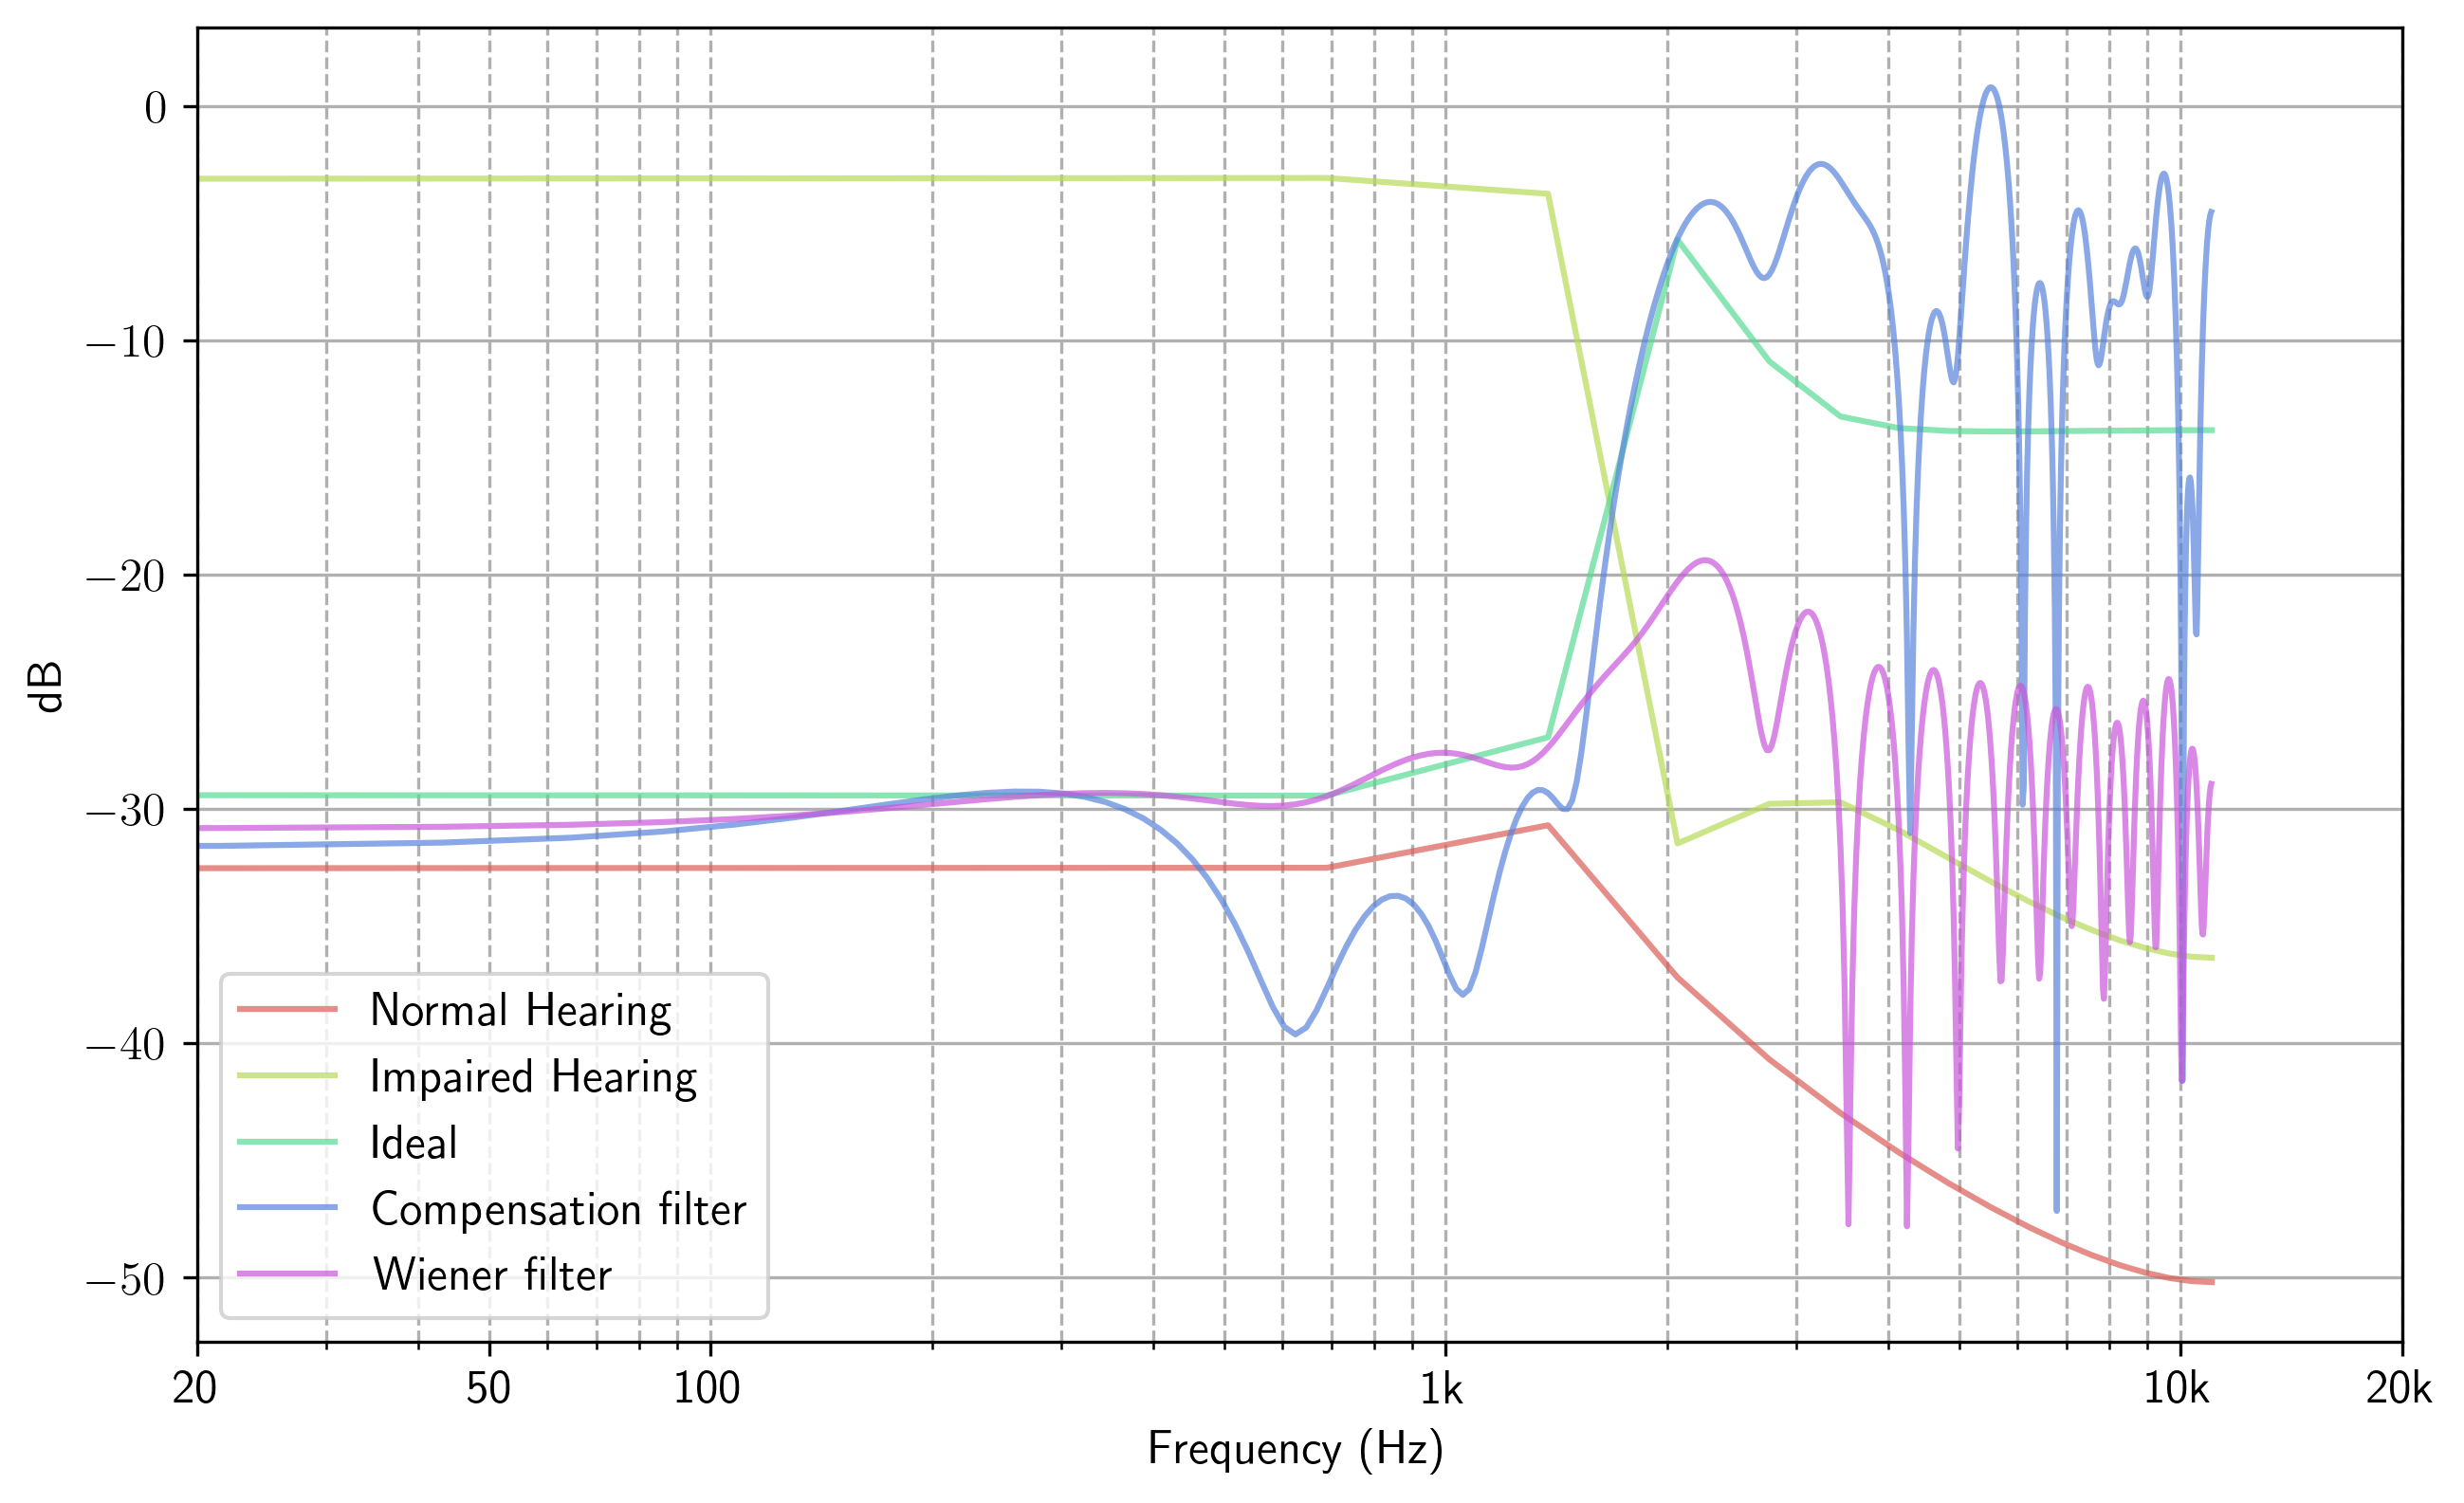 0
−10
−20
−30
−40
−50
dB
Normal Hearing
Impaired Hearing
Ideal
Compensation filter
Wiener filter
20 50 100 1k 10k 20k
Frequency (Hz)